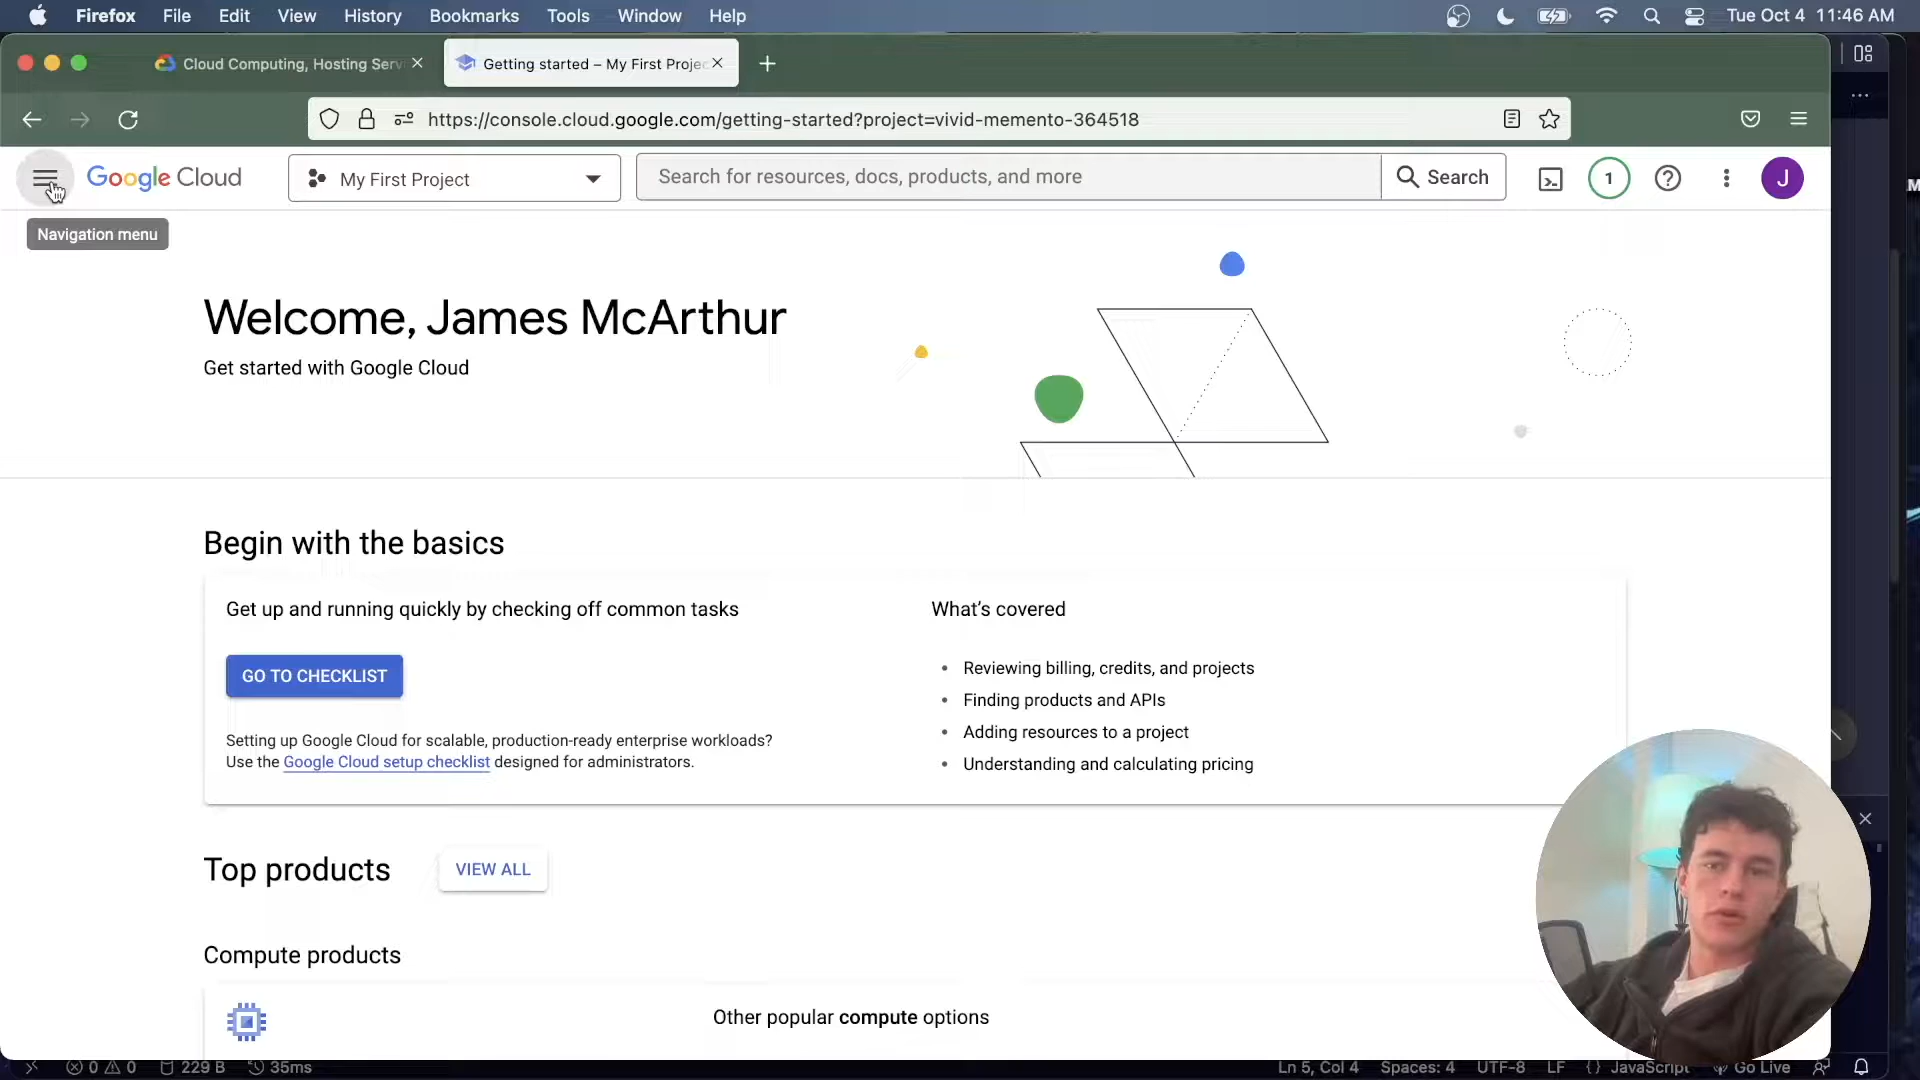 Firefox File Edit View History Bookmarks Tools Window Help Tue Oct 4 11:46 AM
Cloud Computing, Hosting Serv
Getting started – My First Projec
https://console.cloud.google.com/getting-started?project=vivid-memento-364518
Google Cloud
My First Project
Search for resources, docs, products, and more
Search
1
J
Navigation menu
Welcome, James McArthur
Get started with Google Cloud
Begin with the basics
Get up and running quickly by checking off common tasks
GO TO CHECKLIST
Setting up Google Cloud for scalable, production-ready enterprise workloads?
Use the Google Cloud setup checklist designed for administrators.
What's covered
• Reviewing billing, credits, and projects
• Finding products and APIs
• Adding resources to a project
• Understanding and calculating pricing
Top products
VIEW ALL
Compute products
Other popular compute options
0 0 229 B 35ms Ln 5, Col 4 Spaces: 4 UTF-8 LF {} JavaScript Go Live